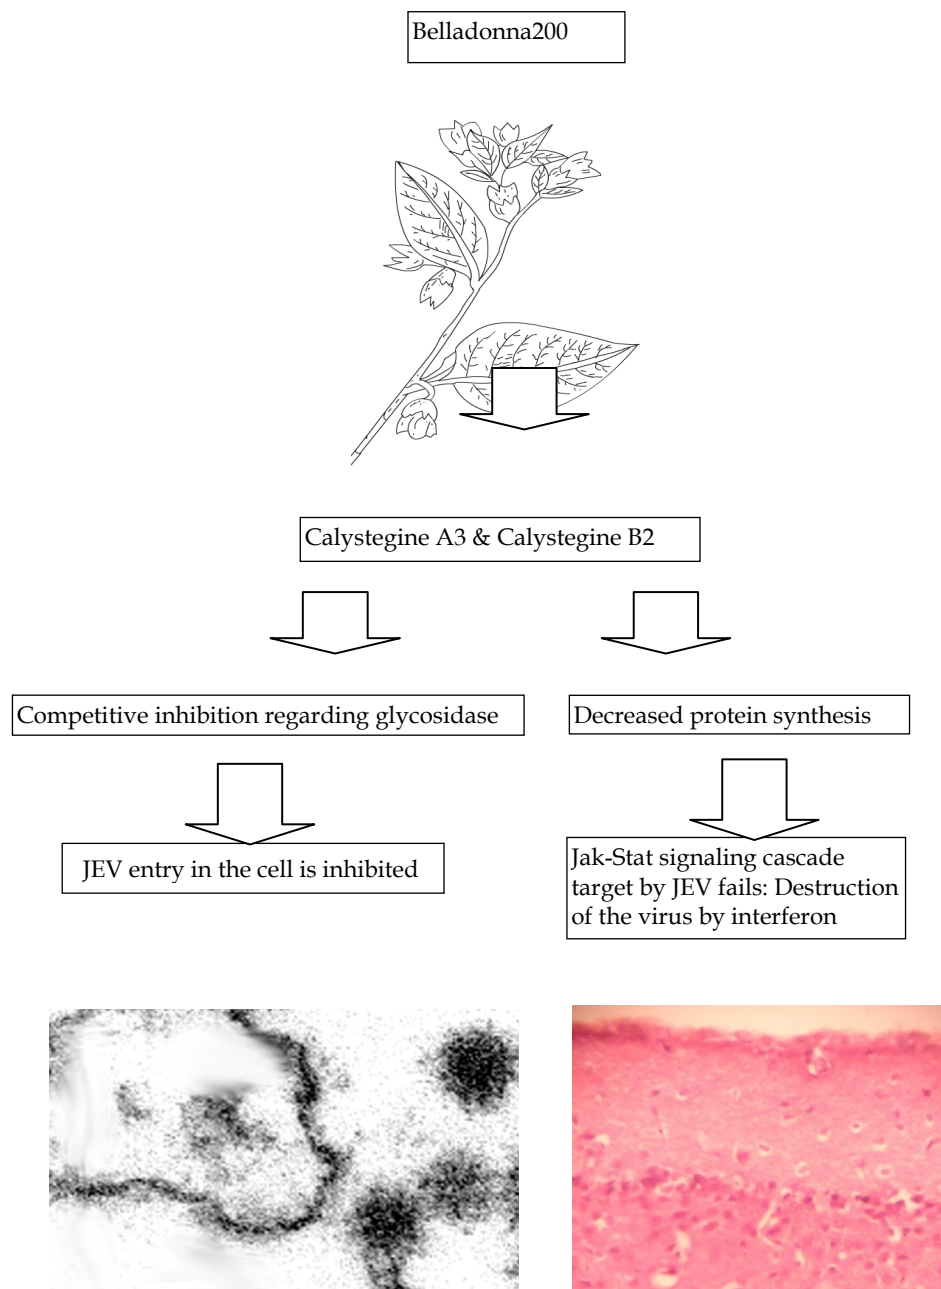 Belladonna200
Calystegine A3 & Calystegine B2
Competitive inhibition regarding glycosidase
Decreased protein synthesis
JEV entry in the cell is inhibited
Jak-Stat signaling cascade
target by JEV fails: Destruction
of the virus by interferon